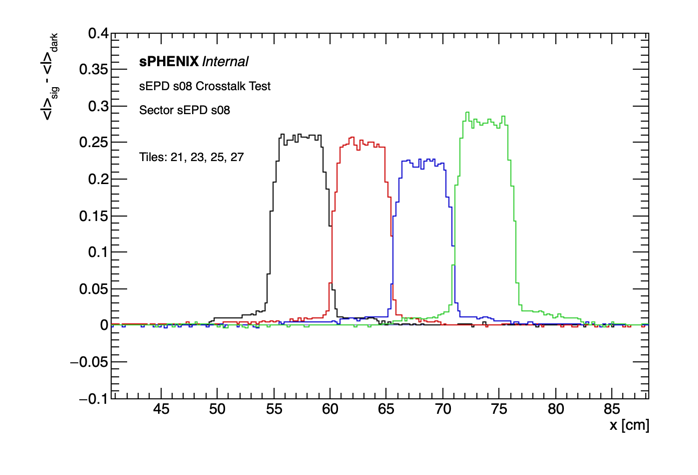 sPHENIX Internal
sEPD s08 Crosstalk Test
Sector sEPD s08
Tiles: 21, 23, 25, 27
<I>sig - <I>dark
0.4
0.35
0.3
0.25
0.2
0.15
0.1
0.05
0
−0.05
−0.1
45 50 55 60 65 70 75 80 85
x [cm]